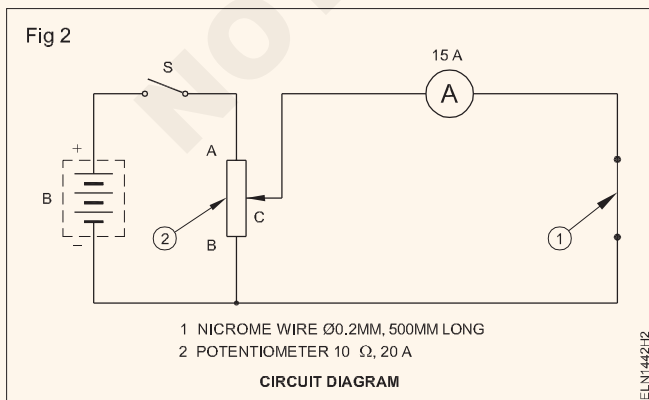 Fig 2
15 A
S
A
A
+
B
C
2
1
B
–
1 NICROME WIRE Ø0.2MM, 500MM LONG
2 POTENTIOMETER 10 Ω, 20 A
CIRCUIT DIAGRAM
ELN1442H2
NO